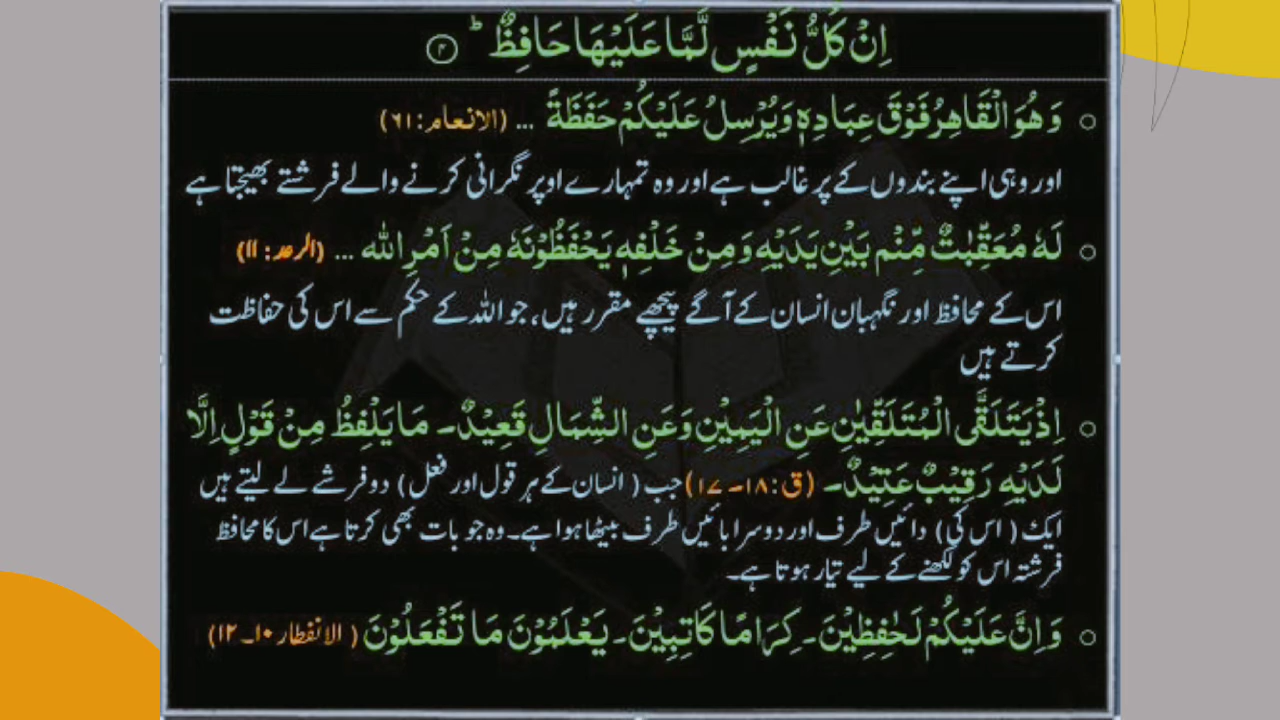 اِنْ كُلُّ نَفْسٍ لَّمَّا عَلَيْهَا حَافِظٌ ؕ ۴
○ وَهُوَ الْقَاهِرُ فَوْقَ عِبَادِهٖ وَيُرْسِلُ عَلَيْكُمْ حَفَظَةً ... (الانعام:۶۱)
اور وہی اپنے بندوں کے پر غالب ہے اور وہ تمہارے اوپر نگرانی کرنے والے فرشتے بھیجتا ہے
○ لَهٗ مُعَقِّبٰتٌ مِّنْم بَيْنِ يَدَيْهِ وَمِنْ خَلْفِهٖ يَحْفَظُوْنَهٗ مِنْ اَمْرِ اللّٰه ... (الرعد: ۱۱)
اس کے محافظ اور نگہبان انسان کے آگے پیچھے مقرر ہیں، جو اللہ کے حکم سے اس کی حفاظت
کرتے ہیں
○ اِذْ يَتَلَقَّى الْمُتَلَقِّيٰنِ عَنِ الْيَمِيْنِ وَعَنِ الشِّمَالِ قَعِيْدٌ۔ مَا يَلْفِظُ مِنْ قَوْلٍ اِلَّا
لَدَيْهِ رَقِيْبٌ عَتِيْدٌ۔ (ق:۱۸۔ ۱۷) جب ( انسان کے ہر قول اور فعل) دو فرشے لے لیتے ہیں
ایک ( اس کی) دائیں طرف اور دوسرا بائیں طرف بیٹھا ہوا ہے۔ وہ جو بات بھی کرتا ہے اس کا محافظ
فرشتہ اس کو لکھنے کے لیے تیار ہوتا ہے۔
○ وَاِنَّ عَلَيْكُمْ لَحٰفِظِيْنَ۔ كِرَامًا كَاتِبِيْنَ۔ يَعْلَمُوْنَ مَا تَفْعَلُوْنَ ( الانفطار ۱۰۔۱۲)